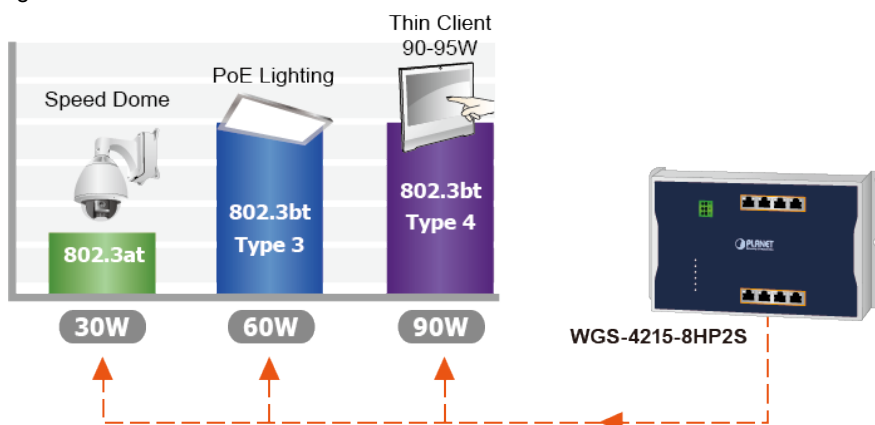 Thin Client
90-95W
PoE Lighting
Speed Dome
802.3at
802.3bt
Type 3
802.3bt
Type 4
30W
60W
90W
PLANET
WGS-4215-8HP2S